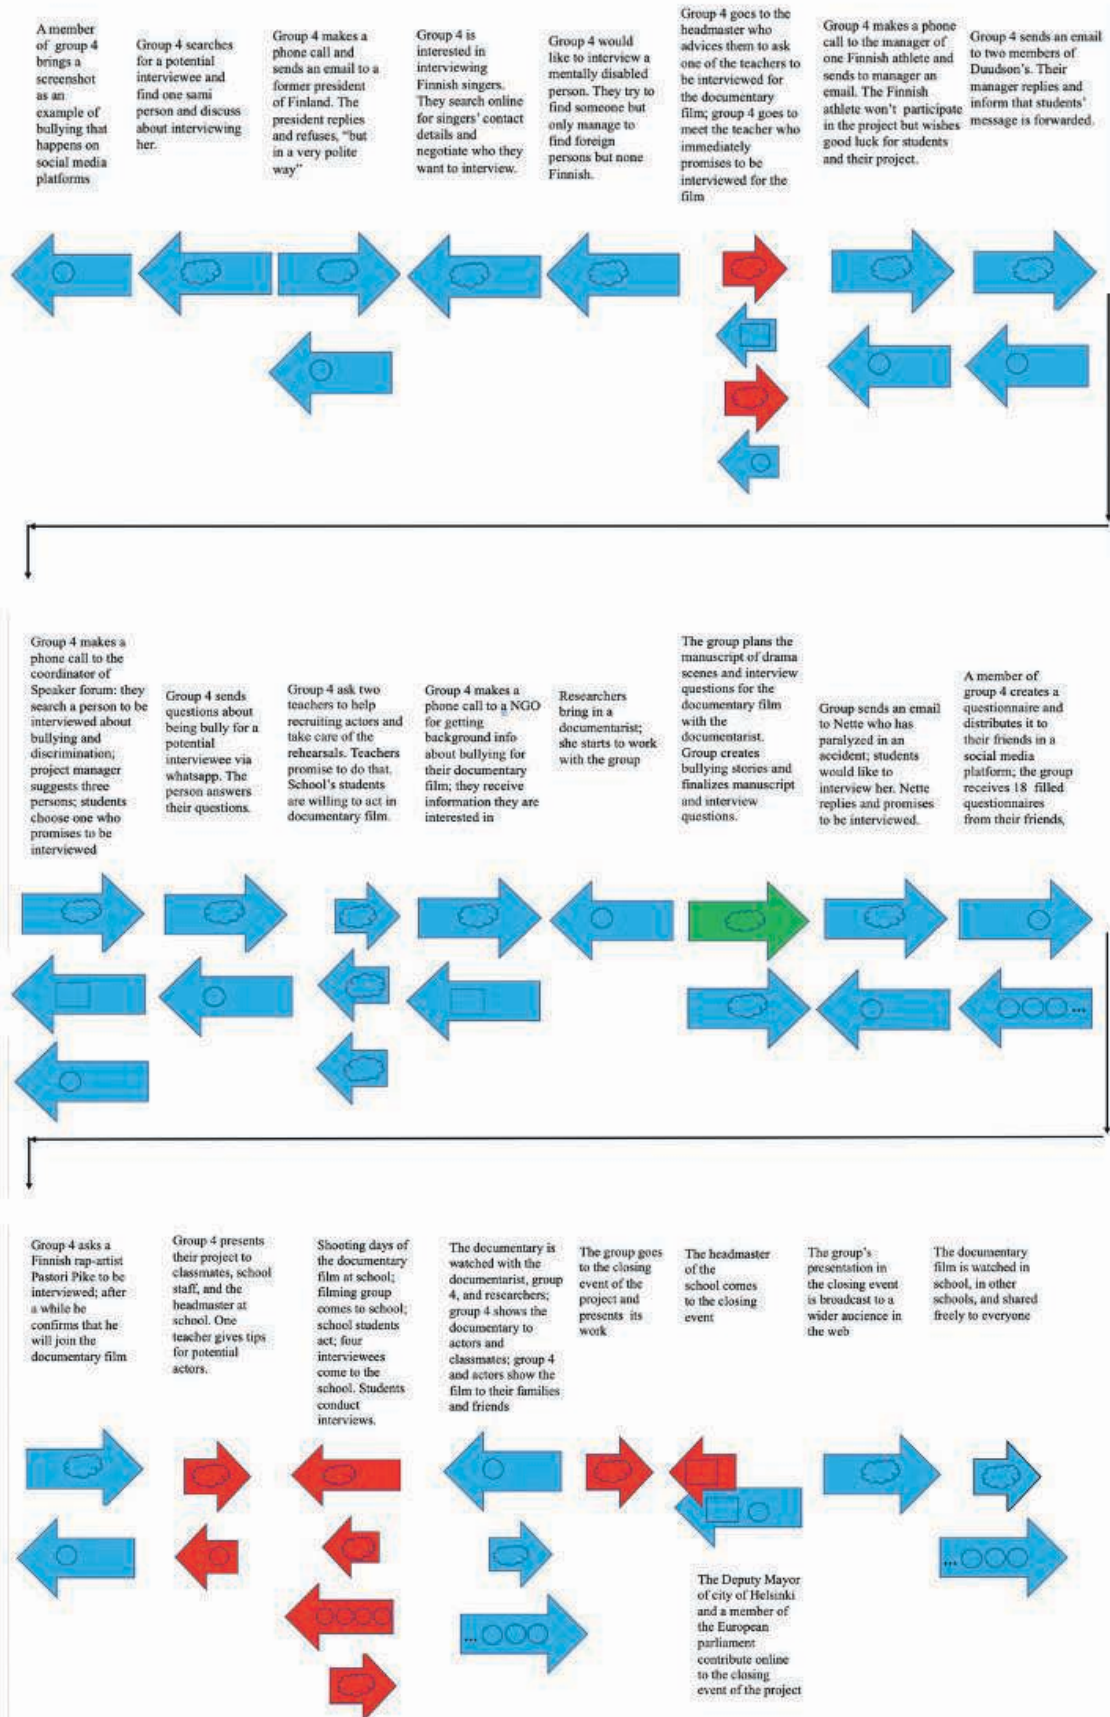 A member
of group 4
brings a
screenshot
as an
example of
bullying that
happens on
social media
platforms
Group 4 searches
for a potential
interviewee and
find one sami
person and discuss
about interviewing
her.
Group 4 makes a
phone call and
sends an email to a
former president
of Finland. The
president replies
and refuses, "but
in a very polite
way"
Group 4 is
interested in
interviewing
Finnish singers.
They search online
for singers' contact
details and
negotiate who they
want to interview.
Group 4 would
like to interview a
mentally disabled
person. They try to
find someone but
only manage to
find foreign
persons but none
Finnish.
Group 4 goes to the
headmaster who
advices them to ask
one of the teachers to
be interviewed for
the documentary
film; group 4 goes to
meet the teacher who
immediately
promises to be
interviewed for the
film
Group 4 makes a phone
call to the manager of
one Finnish athlete and
sends to manager an
email. The Finnish
athlete won't participate
in the project but wishes
good luck for students
and their project.
Group 4 sends an email
to two members of
Duudson's. Their
manager replies and
inform that students'
message is forwarded.
Group 4 makes a
phone call to the
coordinator of
Speaker forum: they
search a person to be
interviewed about
bullying and
discrimination;
project manager
suggests three
persons; students
choose one who
promises to be
interviewed
Group 4 sends
questions about
being bully for a
potential
interviewee via
whatsapp. The
person answers
their questions.
Group 4 ask two
teachers to help
recruiting actors and
take care of the
rehearsals. Teachers
promise to do that.
School's students
are willing to act in
documentary film.
Group 4 makes a
phone call to a NGO
for getting
background info
about bullying for
their documentary
film; they receive
information they are
interested in
Researchers
bring in a
documentarist;
she starts to work
with the group
The group plans the
manuscript of drama
scenes and interview
questions for the
documentary film
with the
documentarist.
Group creates
bullying stories and
finalizes manuscript
and interview
questions.
Group sends an email
to Nette who has
paralyzed in an
accident; students
would like to
interview her. Nette
replies and promises
to be interviewed.
A member of
group 4 creates a
questionnaire and
distributes it to
their friends in a
social media
platform; the group
receives 18 filled
questionnaires
from their friends,
Group 4 asks a
Finnish rap-artist
Pastori Pike to be
interviewed; after
a while he
confirms that he
will join the
documentary film
Group 4 presents
their project to
classmates, school
staff, and the
headmaster at
school. One
teacher gives tips
for potential
actors.
Shooting days of
the documentary
film at school;
filming group
comes to school;
school students
act; four
interviewees
come to the
school. Students
conduct
interviews.
The documentary is
watched with the
documentarist, group
4, and researchers;
group 4 shows the
documentary to
actors and
classmates; group 4
and actors show the
film to their families
and friends
The group goes
to the closing
event of the
project and
presents its
work
The headmaster
of the
school comes
to the closing
event
The group's
presentation in
the closing event
is broadcast to a
wider aucience in
the web
The documentary
film is watched in
school, in other
schools, and shared
freely to everyone
...
...
...
The Deputy Mayor
of city of Helsinki
and a member of
the European
parliament
contribute online
to the closing
event of the project